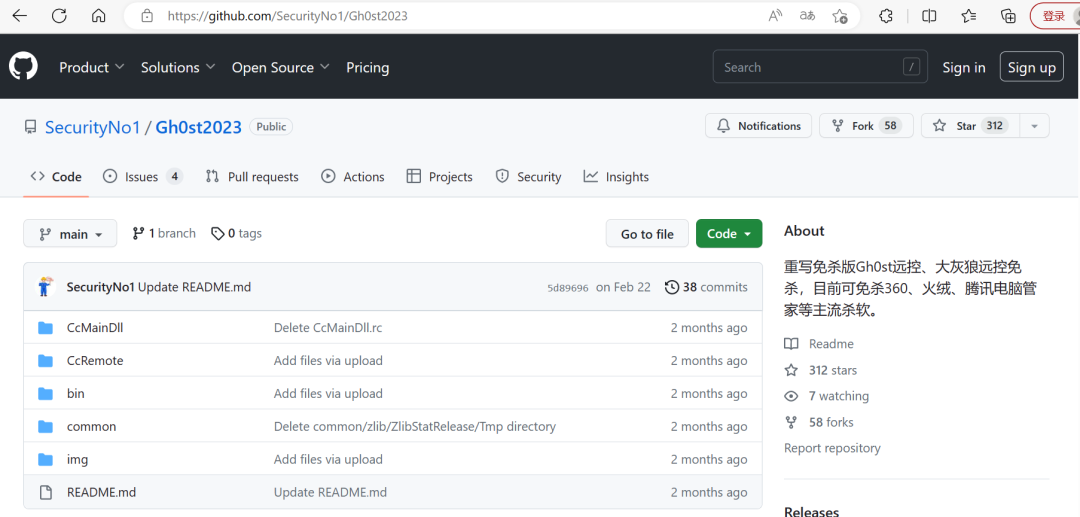 https://github.com/SecurityNo1/Gh0st2023
登录
Product Solutions Open Source Pricing Search / Sign in Sign up
SecurityNo1 / Gh0st2023 Public
Notifications Fork 58 Star 312
Code Issues 4 Pull requests Actions Projects Security Insights
main 1 branch 0 tags Go to file Code
SecurityNo1 Update README.md 5d89696 on Feb 22 38 commits
CcMainDll Delete CcMainDll.rc 2 months ago
CcRemote Add files via upload 2 months ago
bin Add files via upload 2 months ago
common Delete common/zlib/ZlibStatRelease/Tmp directory 2 months ago
img Add files via upload 2 months ago
README.md Update README.md 2 months ago
About
重写免杀版Gh0st远控、大灰狼远控免
杀，目前可免杀360、火绒、腾讯电脑管
家等主流杀软。
Readme
312 stars
7 watching
58 forks
Report repository
Releases